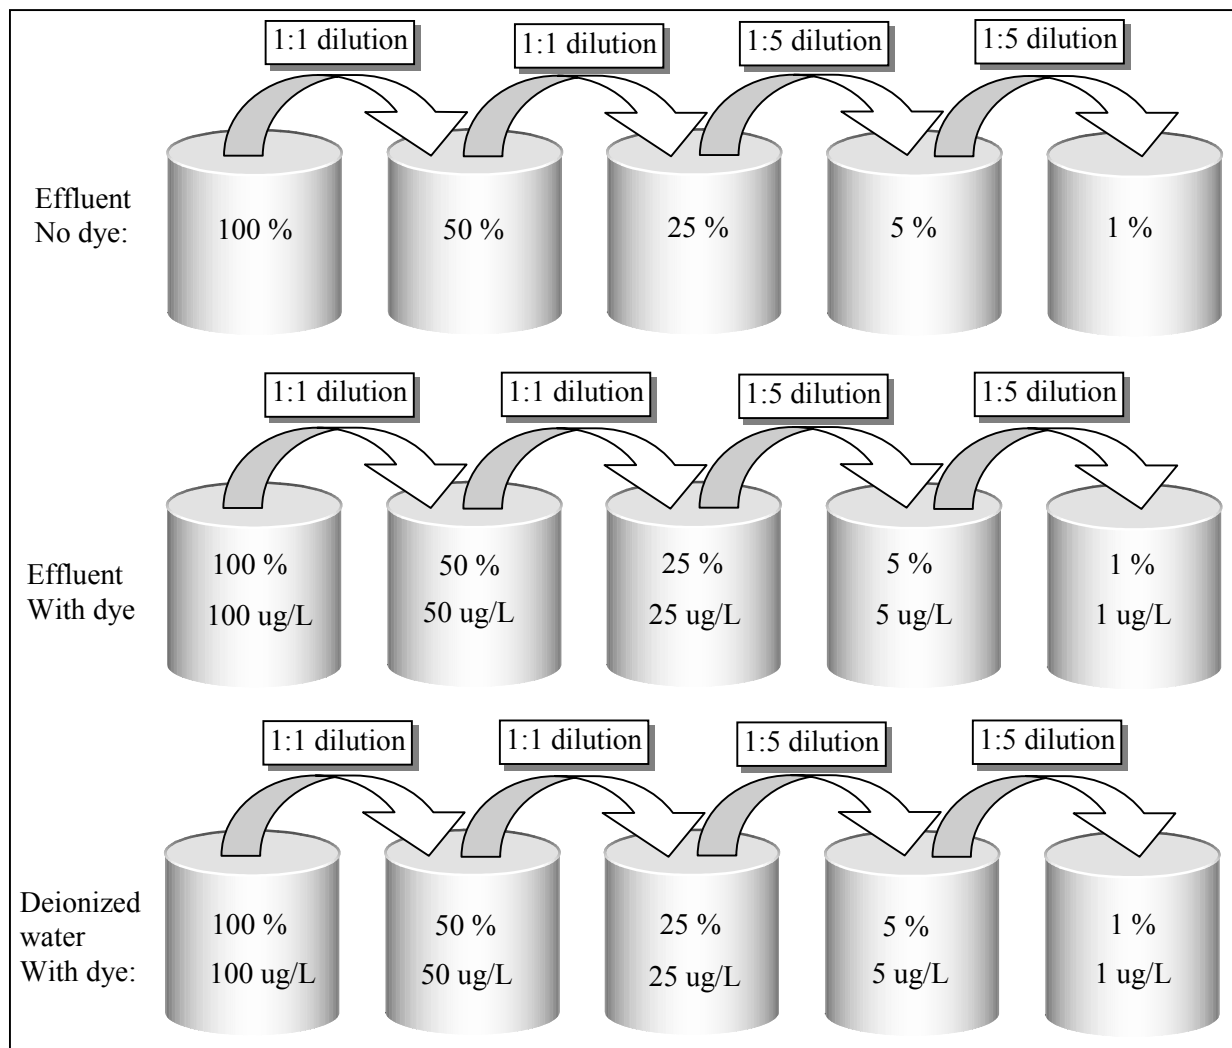 1:1 dilution
1:1 dilution
1:5 dilution
1:5 dilution
Effluent
No dye:
100 %
50 %
25 %
5 %
1 %
1:1 dilution
1:1 dilution
1:5 dilution
1:5 dilution
Effluent
With dye
100 %
100 ug/L
50 %
50 ug/L
25 %
25 ug/L
5 %
5 ug/L
1 %
1 ug/L
1:1 dilution
1:1 dilution
1:5 dilution
1:5 dilution
Deionized
water
With dye:
100 %
100 ug/L
50 %
50 ug/L
25 %
25 ug/L
5 %
5 ug/L
1 %
1 ug/L